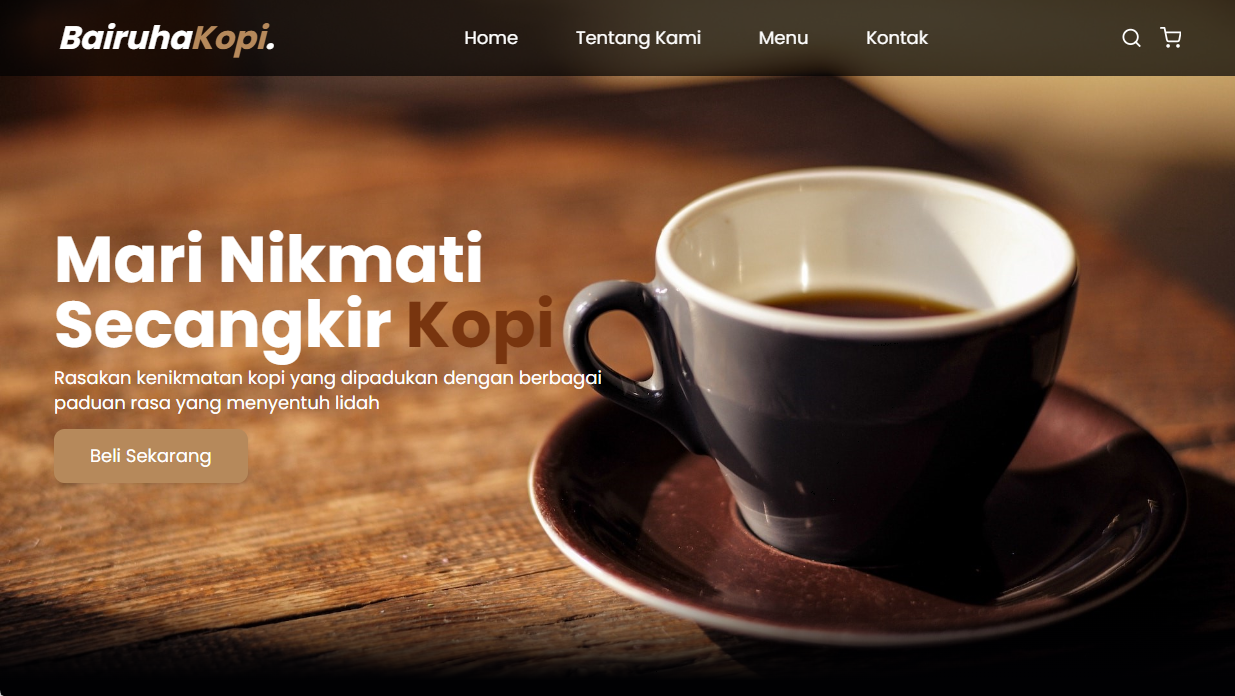 BairuhaKopi.
Home
Tentang Kami
Menu
Kontak
Mari Nikmati
Secangkir Kopi
Rasakan kenikmatan kopi yang dipadukan dengan berbagai
paduan rasa yang menyentuh lidah
Beli Sekarang